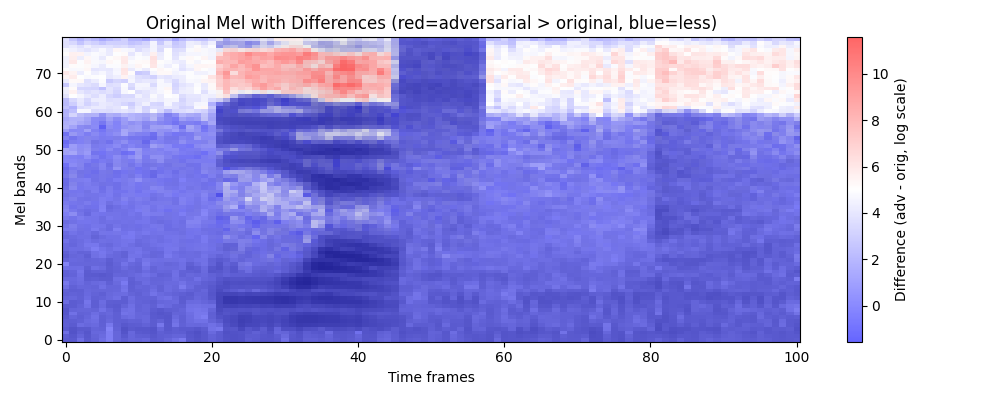 Original Mel with Differences (red=adversarial > original, blue=less)
Mel bands
70
60
50
40
30
20
10
0
0 20 40 60 80 100
Time frames
10
8
6
4
2
0
Difference (adv - orig, log scale)